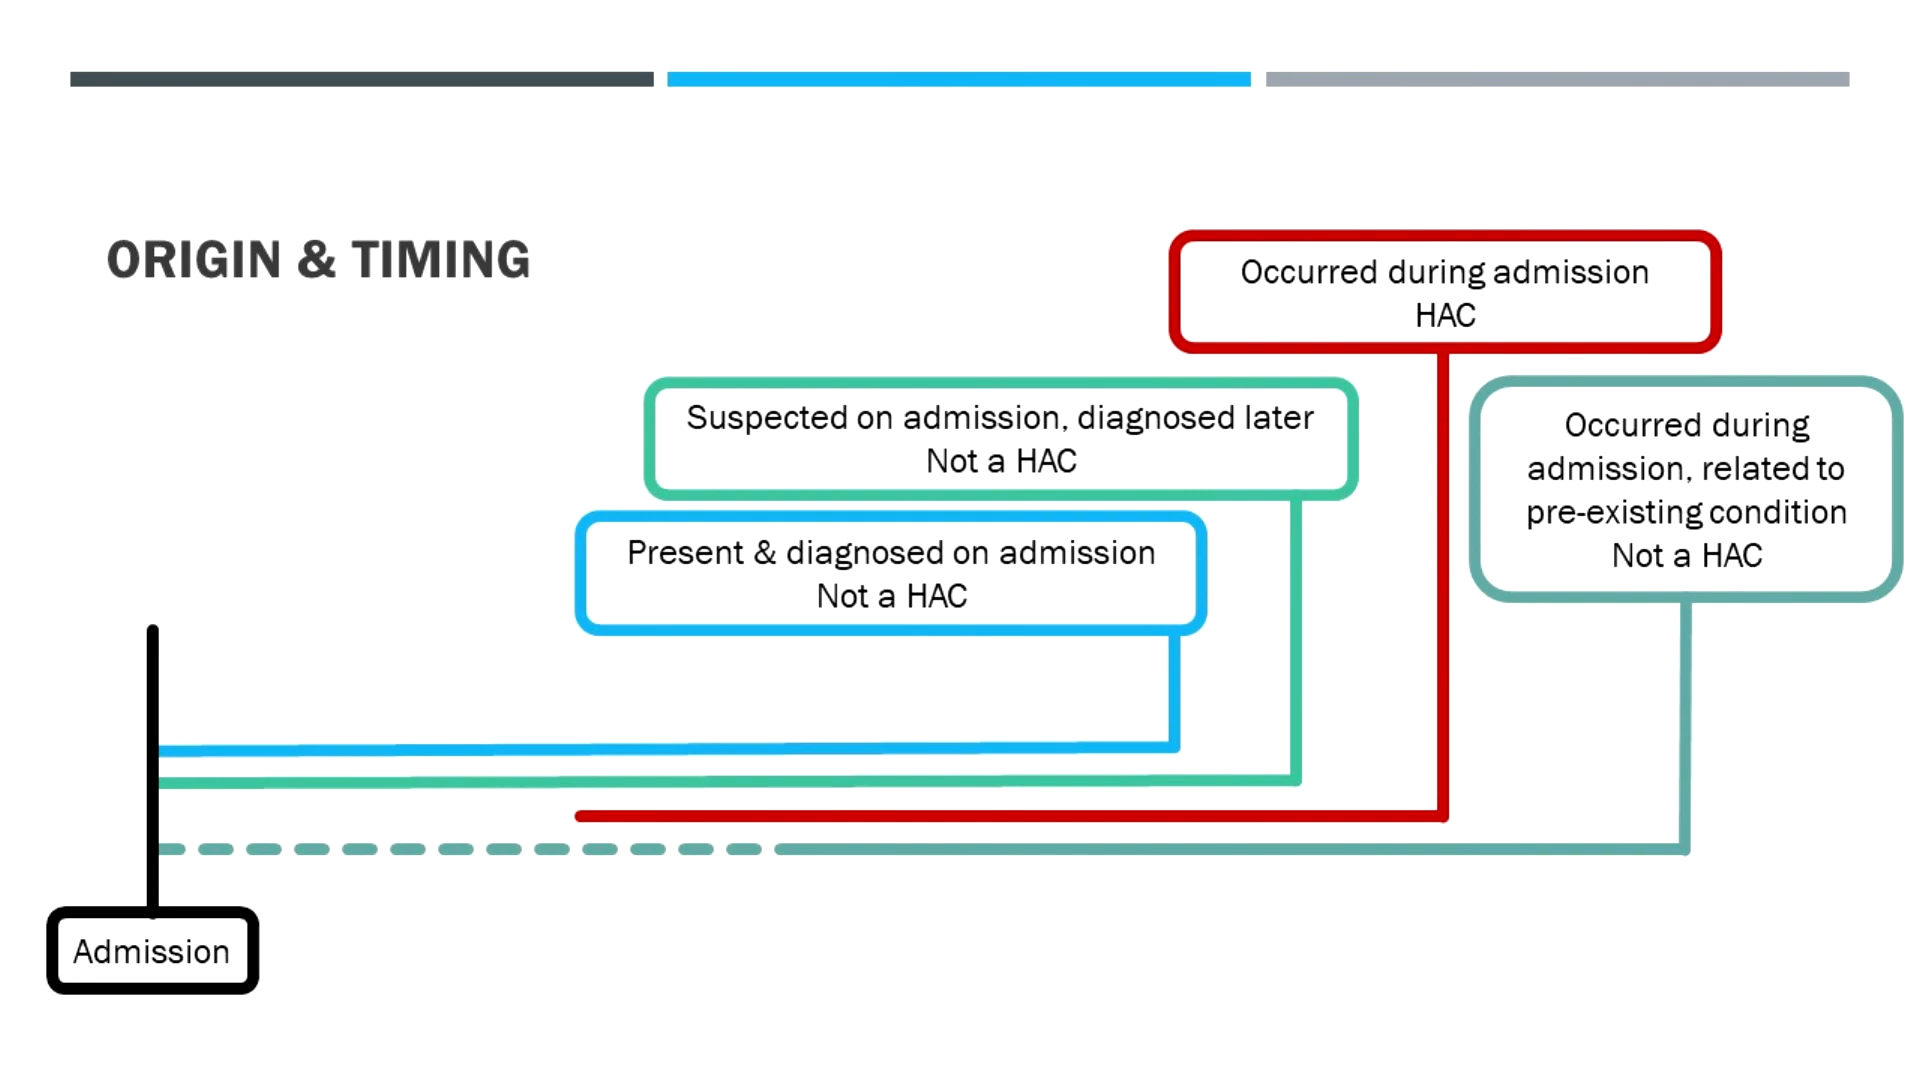 ORIGIN & TIMING
Occurred during admission
HAC
Suspected on admission, diagnosed later
Not a HAC
Occurred during
admission, related to
pre-existing condition
Not a HAC
Present & diagnosed on admission
Not a HAC
Admission